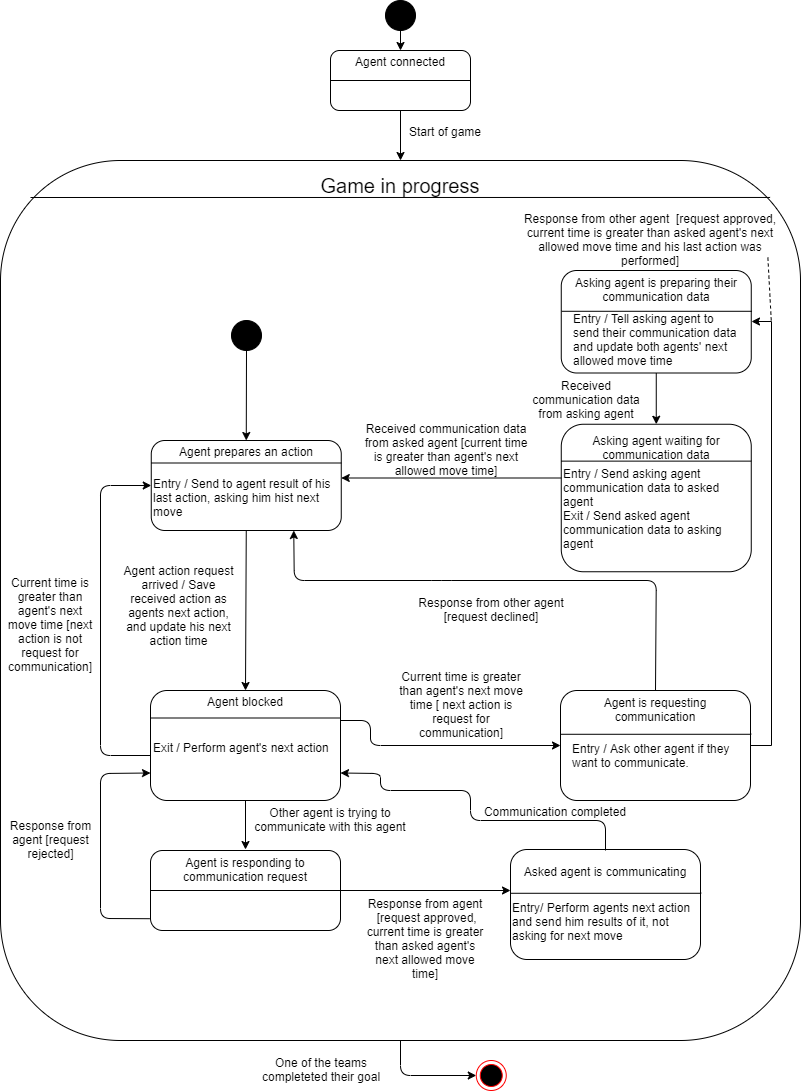 Agent connected
Start of game
Game in progress
Response from other agent  [request approved,
current time is greater than asked agent's next
allowed move time and his last action was
performed]
Asking agent is preparing their
communication data
Entry / Tell asking agent to
send their communication data
and update both agents' next
allowed move time
Received
communication data
from asking agent
Received communication data
from asked agent [current time
is greater than agent's next
allowed move time]
Asking agent waiting for
communication data
Entry / Send asking agent
communication data to asked
agent
Exit / Send asked agent
communication data to asking
agent
Agent prepares an action
Entry / Send to agent result of his
last action, asking him hist next
move
Current time is
greater than
agent's next
move time [next
action is not
request for
communication]
Agent action request
arrived / Save
received action as
agents next action,
and update his next
action time
Response from other agent
[request declined]
Agent blocked
Exit / Perform agent's next action
Current time is greater
than agent's next move
time [ next action is
request for
communication]
Agent is requesting
communication
Entry / Ask other agent if they
want to communicate.
Response from
agent [request
rejected]
Other agent is trying to
communicate with this agent
Communication completed
Agent is responding to
communication request
Response from agent
[request approved,
current time is greater
than asked agent's
next allowed move
time]
Asked agent is communicating
Entry/ Perform agents next action
and send him results of it, not
asking for next move
One of the teams
completeted their goal